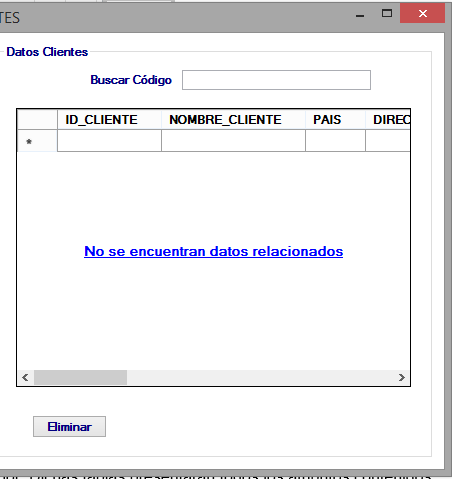 TES
Datos Clientes
Buscar Código
ID_CLIENTE NOMBRE_CLIENTE PAIS DIREC
*
No se encuentran datos relacionados
Eliminar